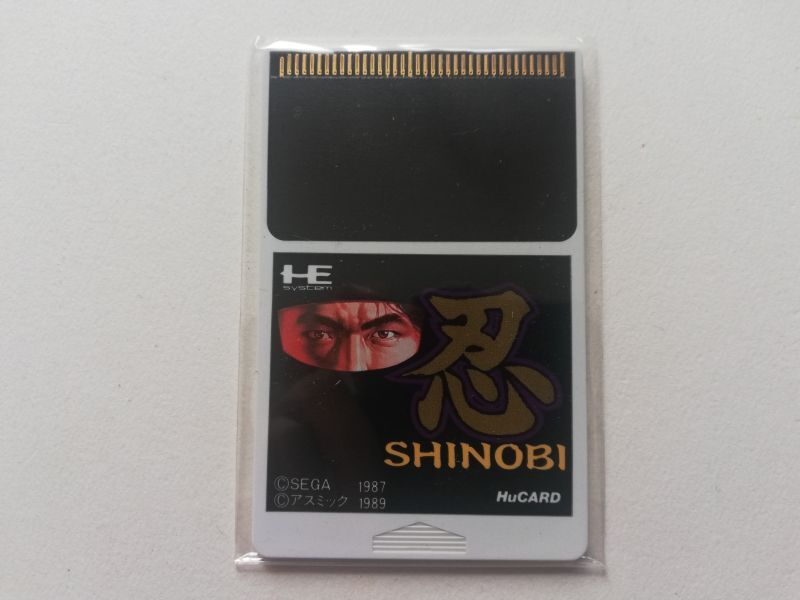 HE
system
忍
SHINOBI
©SEGA 1987
©アスミック 1989
HuCARD